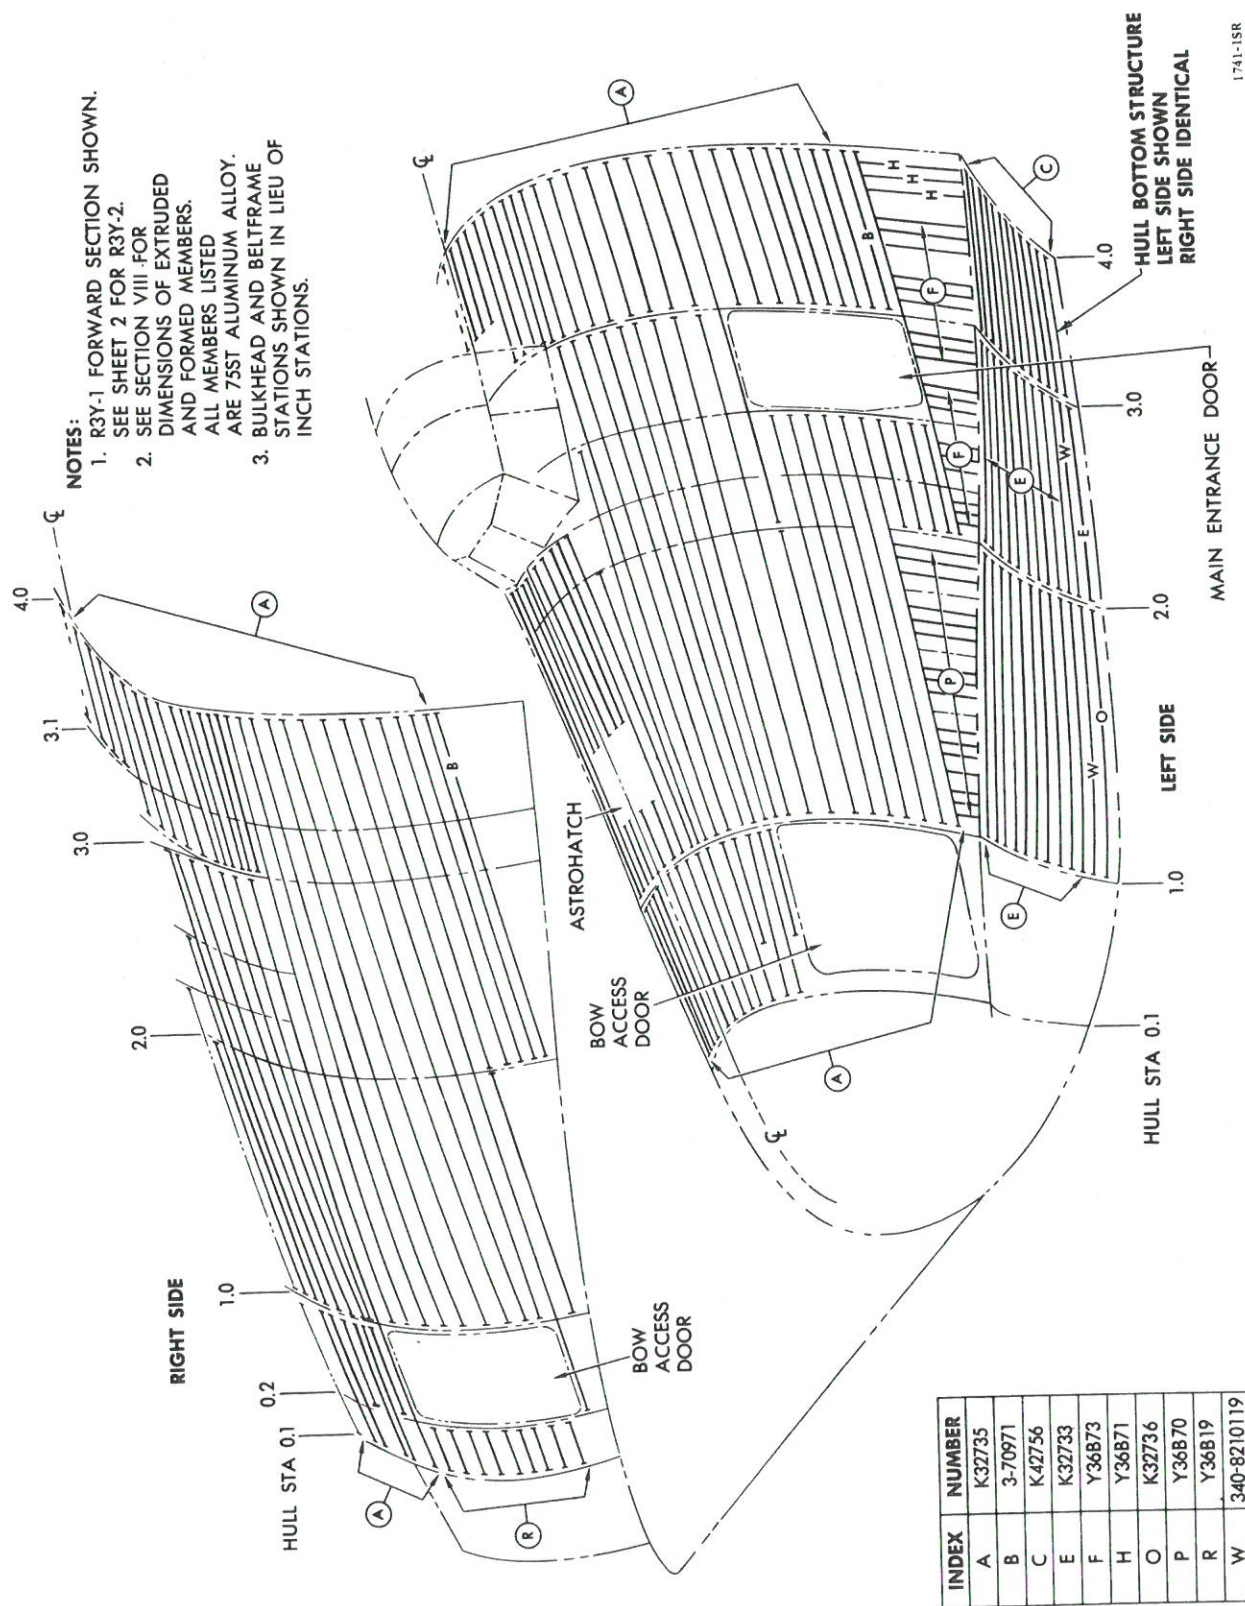 NOTES:
1. R3Y-1 FORWARD SECTION SHOWN.
SEE SHEET 2 FOR R3Y-2.
2. SEE SECTION VIII FOR
DIMENSIONS OF EXTRUDED
AND FORMED MEMBERS.
ALL MEMBERS LISTED
ARE 75ST ALUMINUM ALLOY.
3. BULKHEAD AND BELTFRAME
STATIONS SHOWN IN LIEU OF
INCH STATIONS.
RIGHT SIDE
HULL STA 0.1
0.2
1.0
2.0
3.0
3.1
4.0
℄
A
A
R
B
BOW
ACCESS
DOOR
ASTROHATCH
BOW
ACCESS
DOOR
℄
℄
A
A
B
H
H
H
F
F
P
E
E
C
W
E
W
O
HULL STA 0.1
1.0
2.0
3.0
4.0
LEFT SIDE
MAIN ENTRANCE DOOR
HULL BOTTOM STRUCTURE
LEFT SIDE SHOWN
RIGHT SIDE IDENTICAL
INDEX NUMBER
A K32735
B 3-70971
C K42756
E K32733
F Y36B73
H Y36B71
O K32736
P Y36B70
R Y36B19
W 340-8210119
1741-1SR